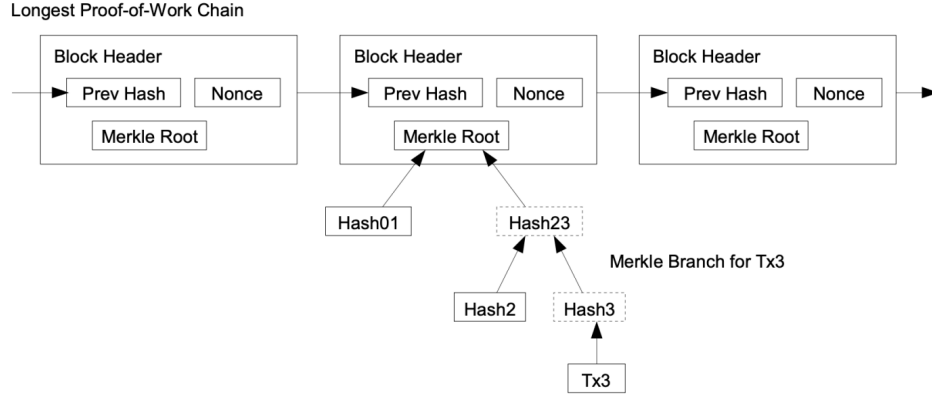 Longest Proof-of-Work Chain
Block Header
Block Header
Block Header
Prev Hash
Nonce
Prev Hash
Nonce
Prev Hash
Nonce
Merkle Root
Merkle Root
Merkle Root
Hash01
Hash23
Merkle Branch for Tx3
Hash2
Hash3
Tx3